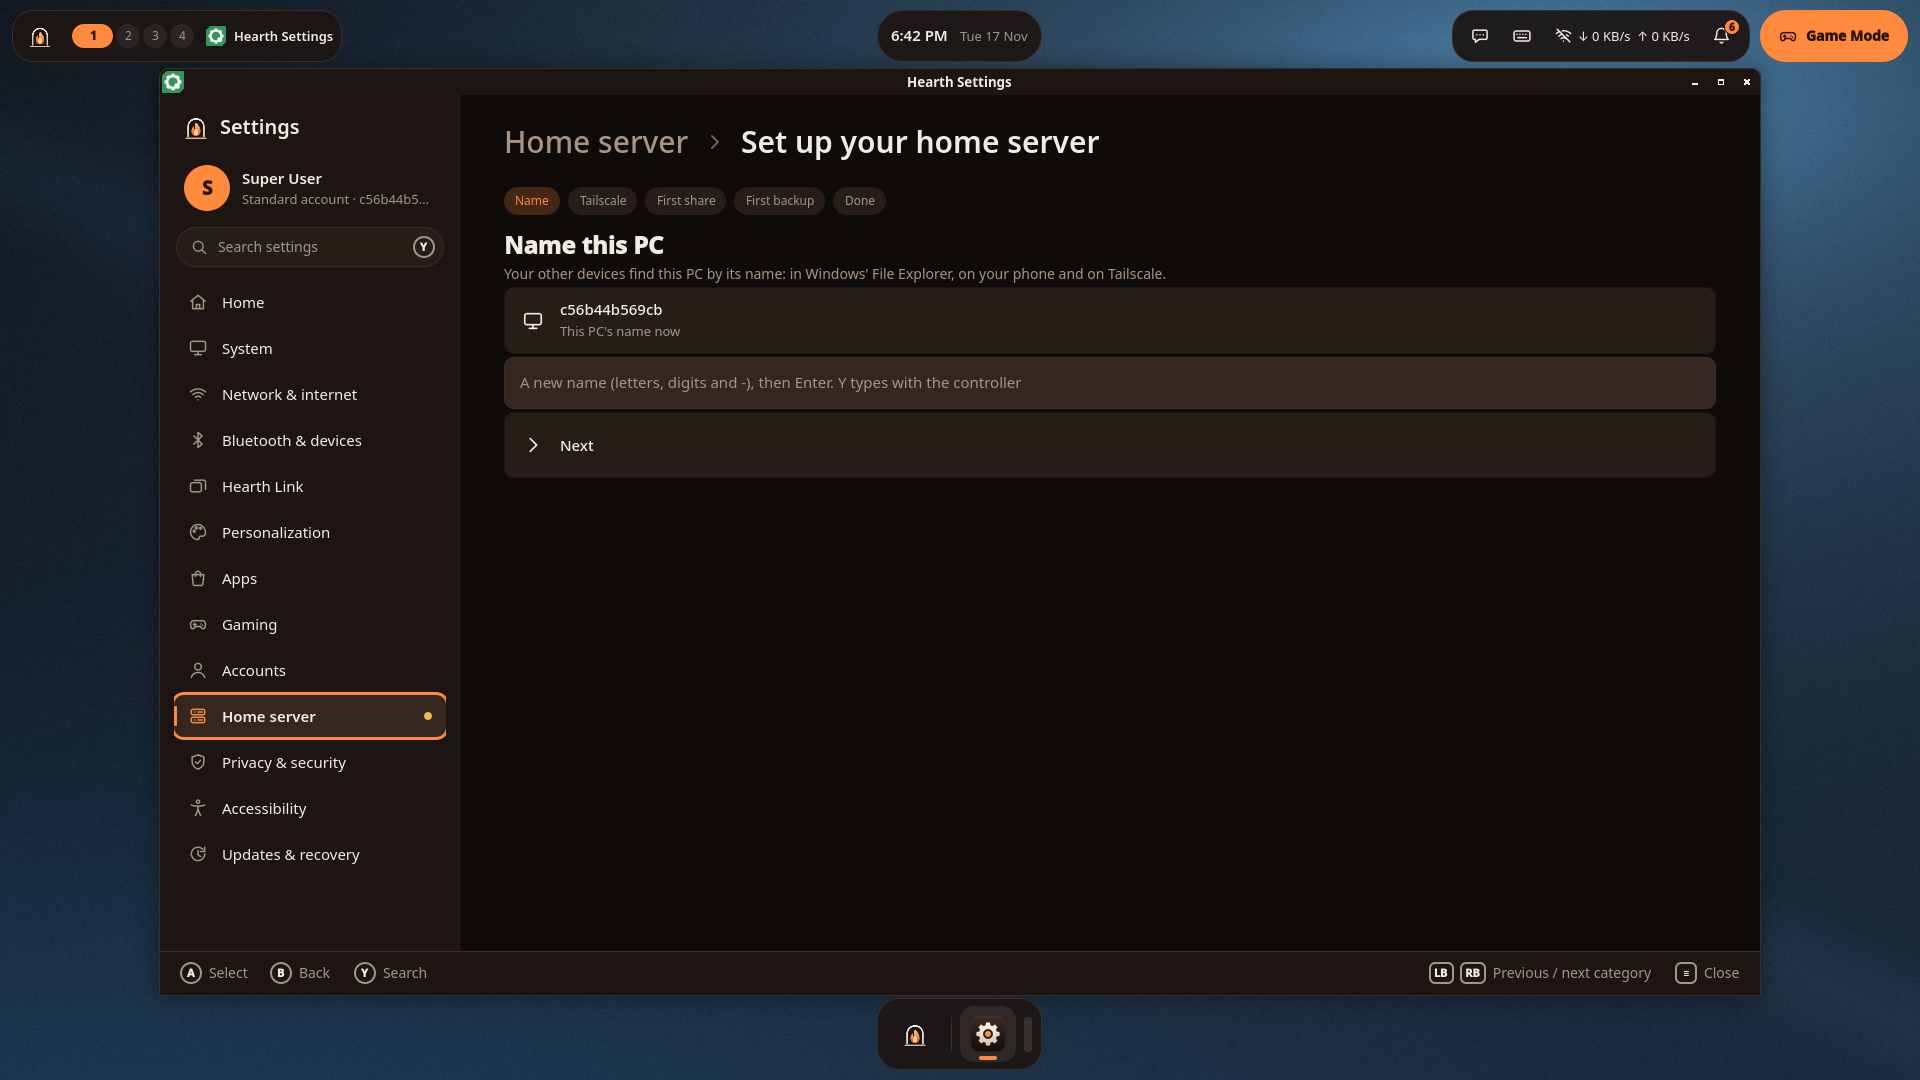 1 2 3 4 Hearth Settings
6:42 PM Tue 17 Nov
↓ 0 KB/s ↑ 0 KB/s 6 Game Mode
Hearth Settings
Settings
S Super User
Standard account · c56b44b5...
Search settings Y
Home
System
Network & internet
Bluetooth & devices
Hearth Link
Personalization
Apps
Gaming
Accounts
Home server
Privacy & security
Accessibility
Updates & recovery
Home server > Set up your home server
Name Tailscale First share First backup Done
Name this PC
Your other devices find this PC by its name: in Windows' File Explorer, on your phone and on Tailscale.
c56b44b569cb
This PC's name now
A new name (letters, digits and -), then Enter. Y types with the controller
Next
A Select B Back Y Search
LB RB Previous / next category ≡ Close